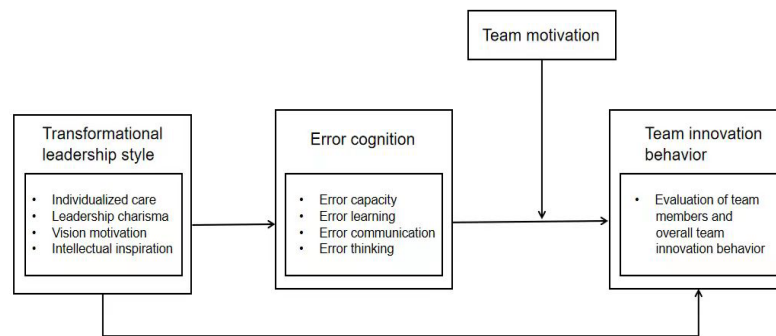 Team motivation
Transformational
leadership style
• Individualized care
• Leadership charisma
• Vision motivation
• Intellectual inspiration
Error cognition
• Error capacity
• Error learning
• Error communication
• Error thinking
Team innovation
behavior
• Evaluation of team
members and
overall team
innovation behavior